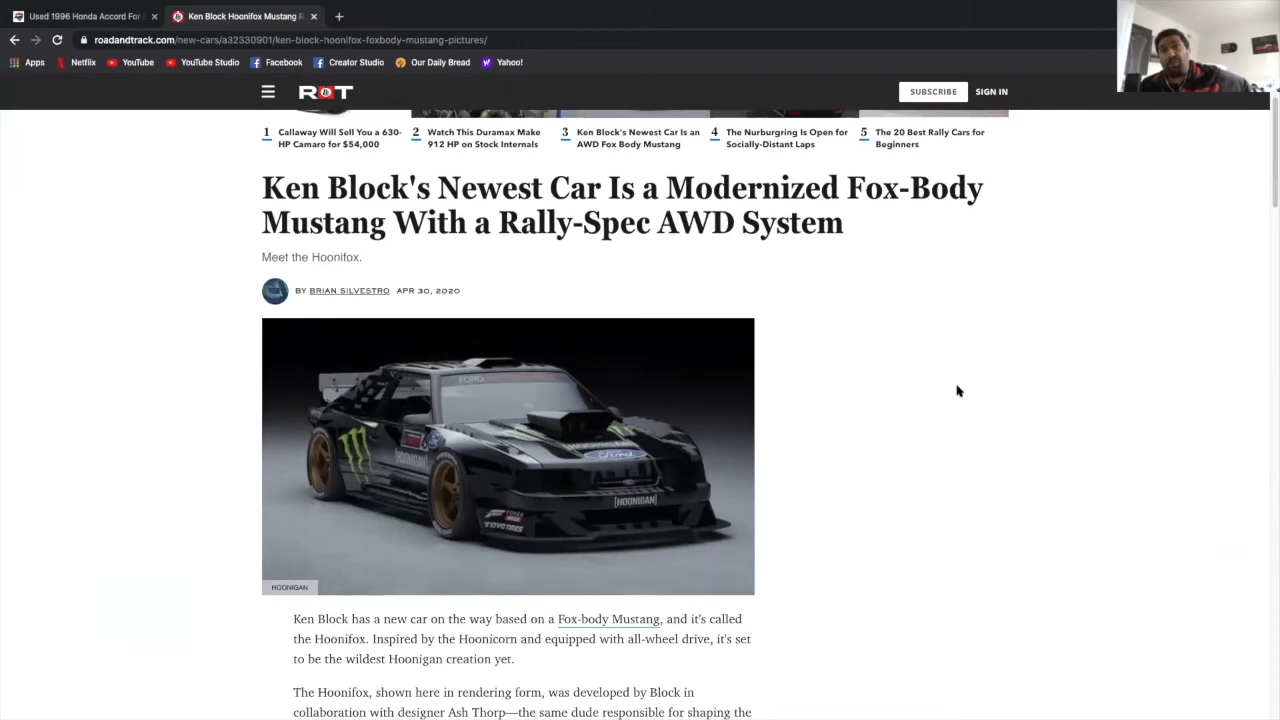 Used 1996 Honda Accord For
Ken Block Hoonifox Mustang R
roadandtrack.com/new-cars/a32330901/ken-block-hoonifox-foxbody-mustang-pictures/
Apps Netflix YouTube YouTube Studio Facebook Creator Studio Our Daily Bread Yahoo!
R&T SUBSCRIBE SIGN IN
1 Callaway Will Sell You a 630-
HP Camaro for $54,000
2 Watch This Duramax Make
912 HP on Stock Internals
3 Ken Block's Newest Car Is an
AWD Fox Body Mustang
4 The Nurburgring Is Open for
Socially-Distant Laps
5 The 20 Best Rally Cars for
Beginners
Ken Block's Newest Car Is a Modernized Fox-Body
Mustang With a Rally-Spec AWD System
Meet the Hoonifox.
BY BRIAN SILVESTRO APR 30, 2020
FORD
HOONIGAN
Ford
[HOONIGAN]
[HOONIGAN]
FORZA
TOYO TIRES
HOONIGAN
Ken Block has a new car on the way based on a Fox-body Mustang, and it's called
the Hoonifox. Inspired by the Hoonicorn and equipped with all-wheel drive, it's set
to be the wildest Hoonigan creation yet.
The Hoonifox, shown here in rendering form, was developed by Block in
collaboration with designer Ash Thorp—the same dude responsible for shaping the